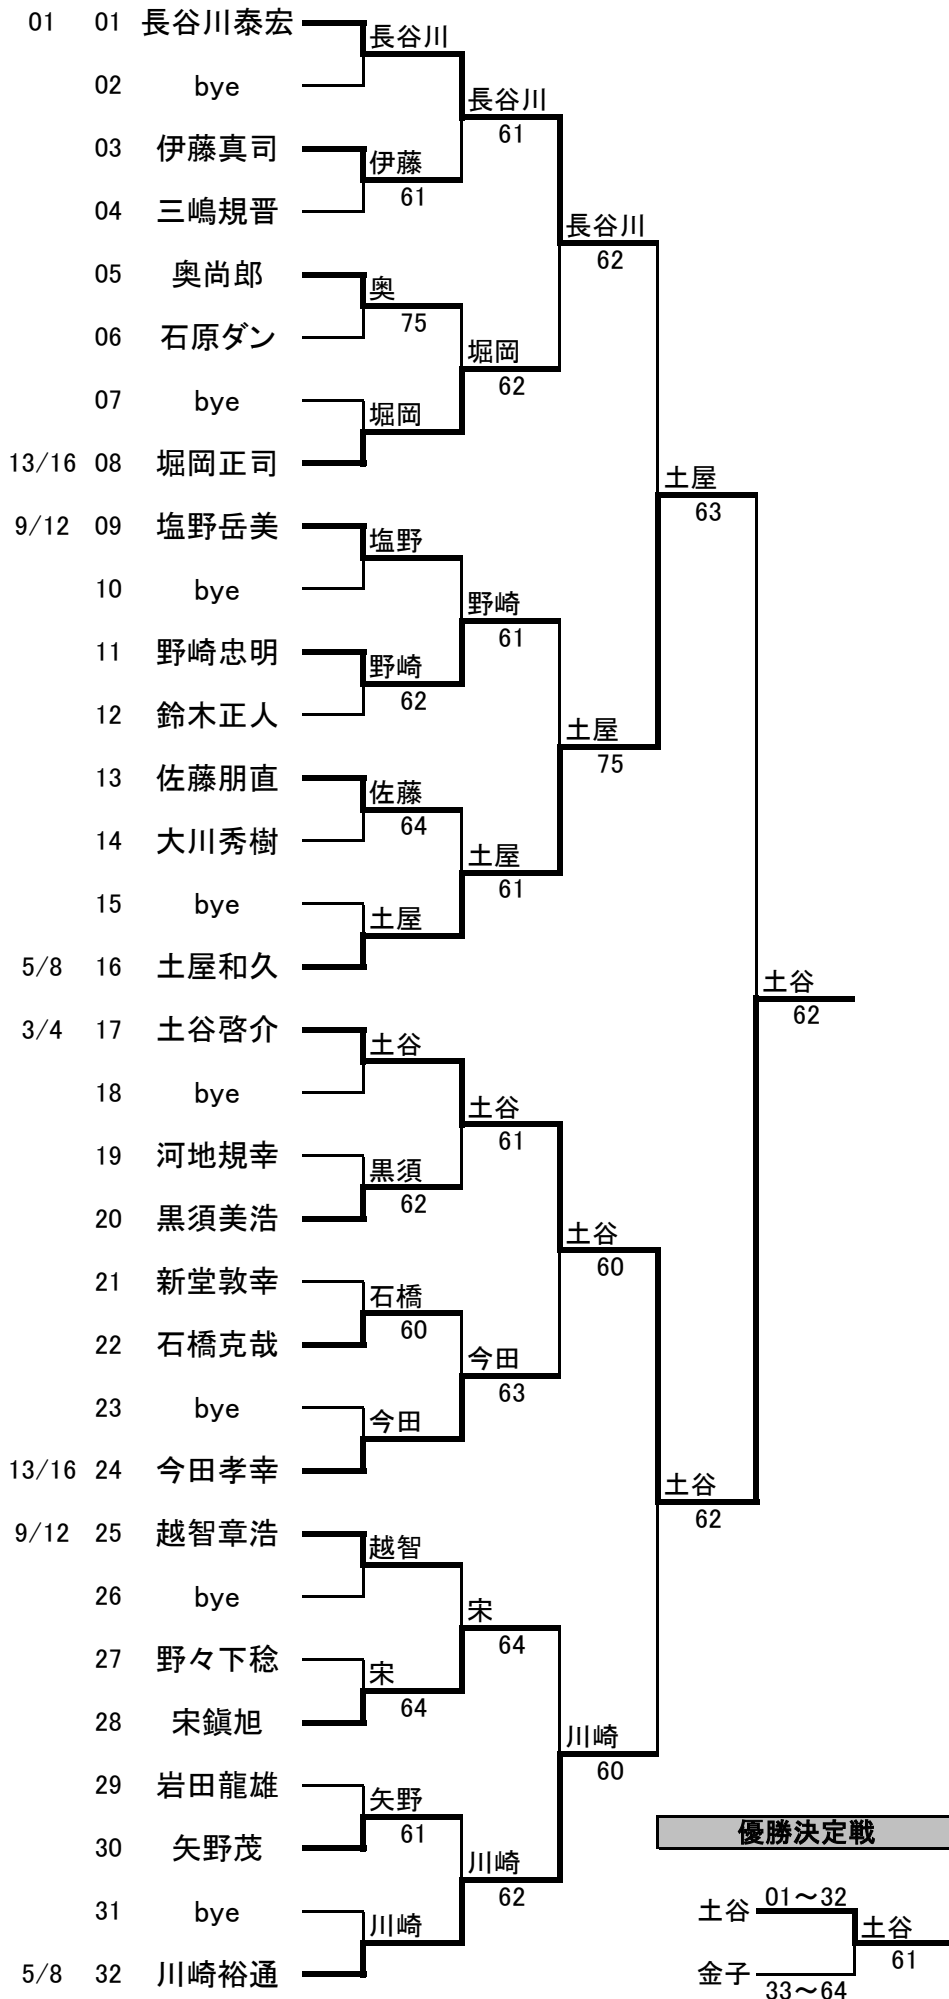 01 01 長谷川泰宏
長谷川
02 bye
長谷川
61
03 伊藤真司
伊藤
61
04 三嶋規晋
長谷川
62
05 奥尚郎
奥
75
06 石原ダン
堀岡
62
07 bye
堀岡
13/16 08 堀岡正司
土屋
63
9/12 09 塩野岳美
塩野
10 bye
野崎
61
11 野崎忠明
野崎
62
12 鈴木正人
土屋
75
13 佐藤朋直
佐藤
64
14 大川秀樹
土屋
61
15 bye
土屋
5/8 16 土屋和久
土谷
62
3/4 17 土谷啓介
土谷
18 bye
土谷
61
19 河地規幸
黒須
62
20 黒須美浩
土谷
60
21 新堂敦幸
石橋
60
22 石橋克哉
今田
63
23 bye
今田
13/16 24 今田孝幸
土谷
62
9/12 25 越智章浩
越智
26 bye
宋
64
27 野々下稔
宋
64
28 宋鎭旭
川崎
60
29 岩田龍雄
矢野
61
30 矢野茂
川崎
62
31 bye
川崎
5/8 32 川崎裕通
優勝決定戦
土谷 01～32
土谷
61
金子 33～64